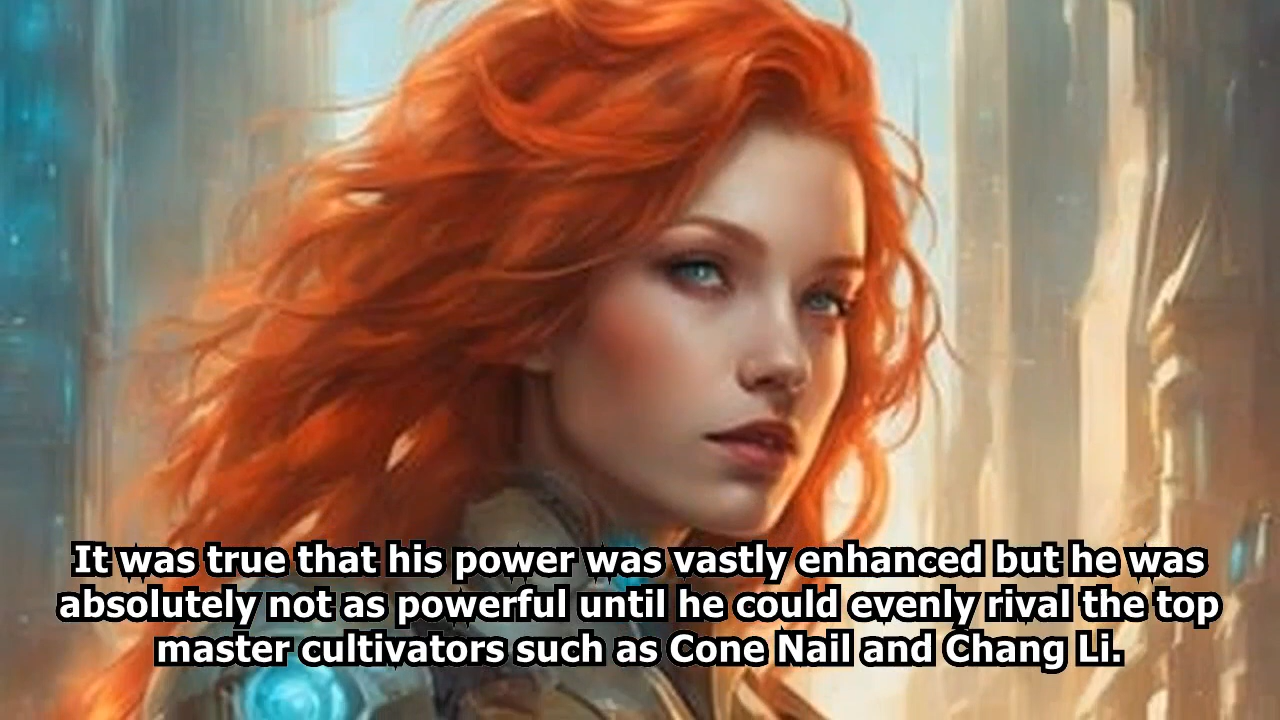 It was true that his power was vastly enhanced but he was
absolutely not as powerful until he could evenly rival the top
master cultivators such as Cone Nail and Chang Li.